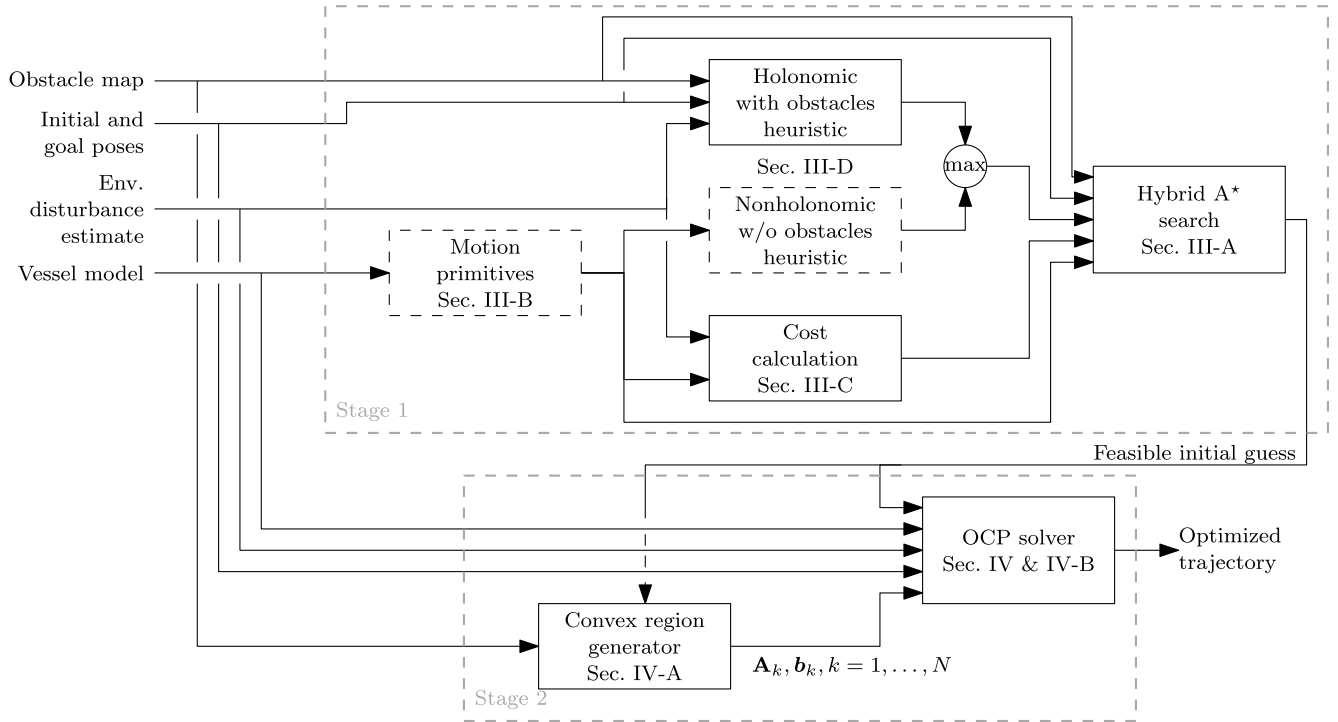 Obstacle map
Initial and
goal poses
Env.
disturbance
estimate
Vessel model
Motion
primitives
Sec. III-B
Holonomic
with obstacles
heuristic
Sec. III-D
Nonholonomic
w/o obstacles
heuristic
Cost
calculation
Sec. III-C
max
Hybrid A⋆
search
Sec. III-A
Stage 1
Feasible initial guess
OCP solver
Sec. IV & IV-B
Optimized
trajectory
Convex region
generator
Sec. IV-A
𝐀ₖ, 𝒃ₖ, k = 1, . . . , N
Stage 2